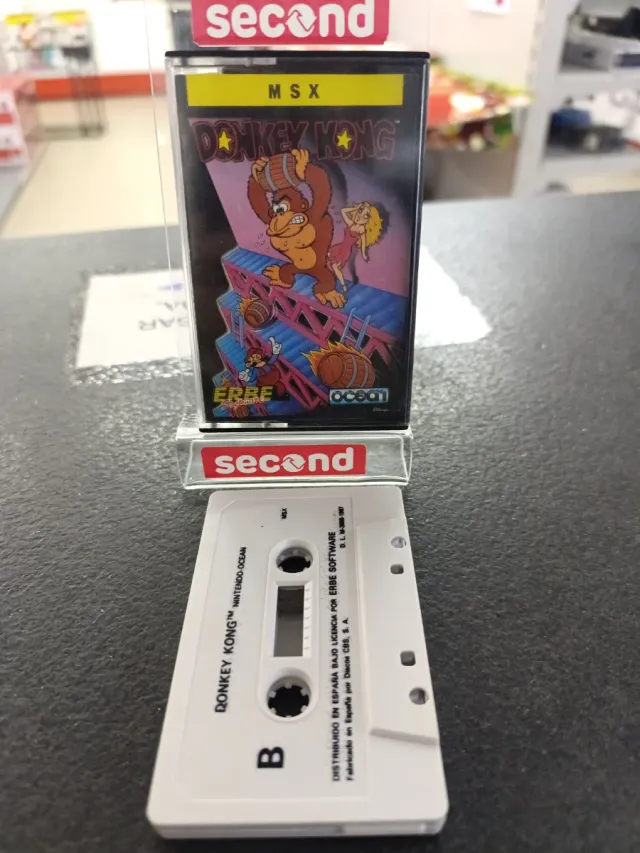 second
MSX
DONKEY KONG™
ERBE
ocean
second
DONKEY KONG™ NINTENDO-OCEAN
MSX
B
DISTRIBUIDO EN ESPAÑA BAJO LICENCIA POR ERBE SOFTWARE
Fabricado en España por Discos CBS, S. A.